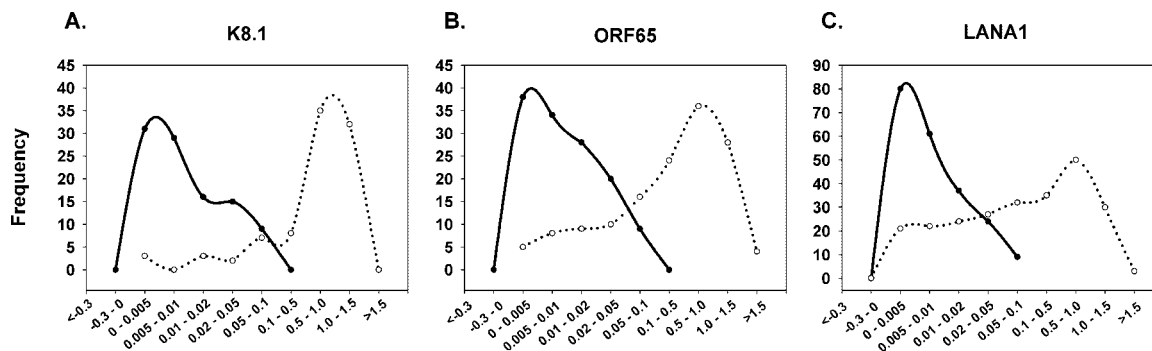 A.
K8.1
Frequency
45
40
35
30
25
20
15
10
5
0
<-0.3
-0.3 - 0
0 - 0.005
0.005 - 0.01
0.01 - 0.02
0.02 - 0.05
0.05 - 0.1
0.1 - 0.5
0.5 - 1.0
1.0 - 1.5
>1.5
B.
ORF65
45
40
35
30
25
20
15
10
5
0
<-0.3
-0.3 - 0
0 - 0.005
0.005 - 0.01
0.01 - 0.02
0.02 - 0.05
0.05 - 0.1
0.1 - 0.5
0.5 - 1.0
1.0 - 1.5
>1.5
C.
LANA1
90
80
70
60
50
40
30
20
10
0
<-0.3
-0.3 - 0
0 - 0.005
0.005 - 0.01
0.01 - 0.02
0.02 - 0.05
0.05 - 0.1
0.1 - 0.5
0.5 - 1.0
1.0 - 1.5
>1.5